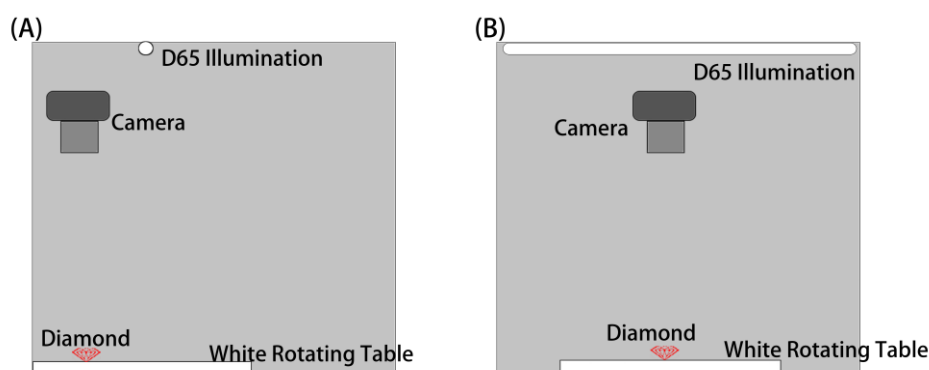 (A)
D65 Illumination
Camera
Diamond
White Rotating Table
(B)
D65 Illumination
Camera
Diamond
White Rotating Table